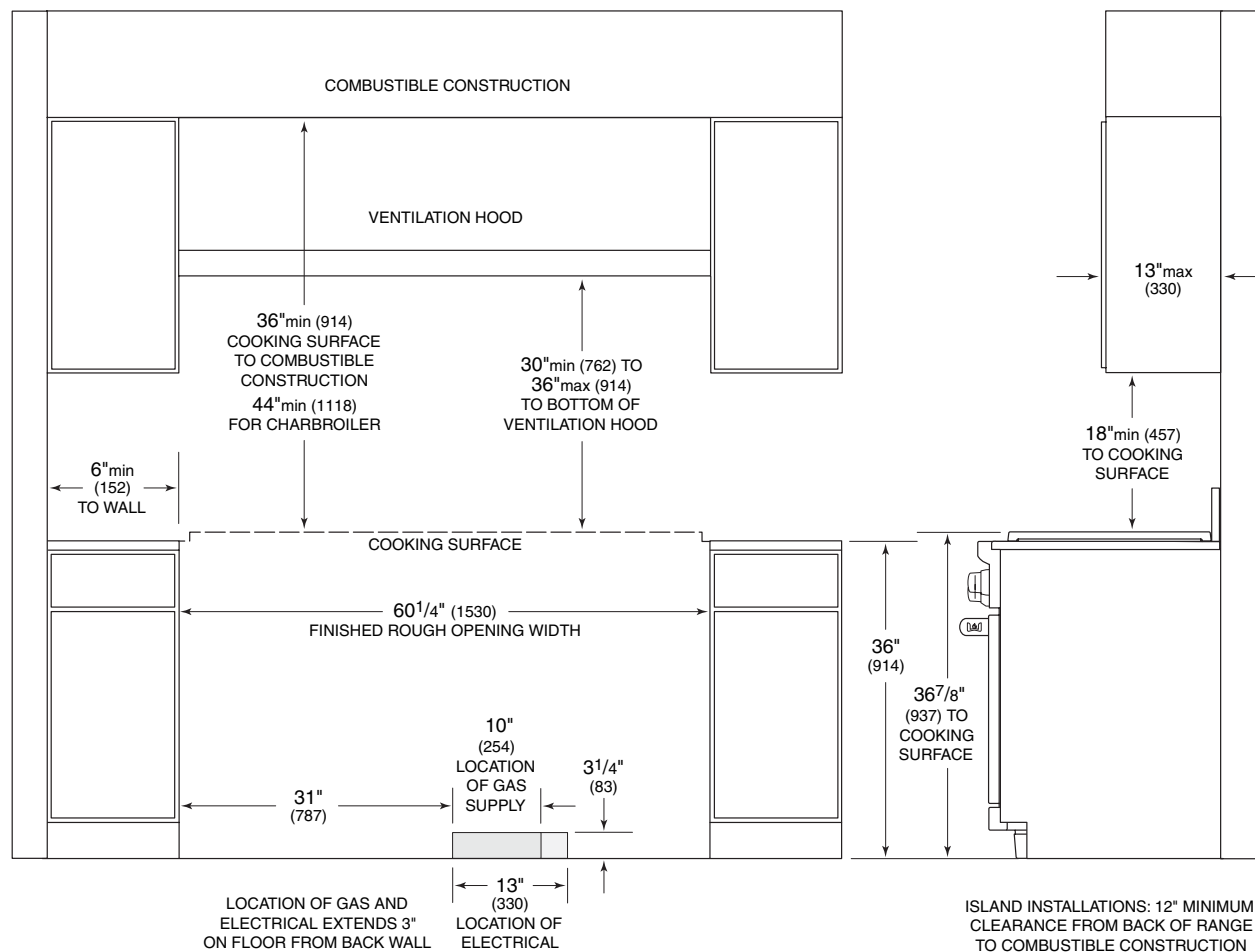 COMBUSTIBLE CONSTRUCTION
VENTILATION HOOD
36"min (914)
COOKING SURFACE
TO COMBUSTIBLE
CONSTRUCTION
44"min (1118)
FOR CHARBROILER
30"min (762) TO
36"max (914)
TO BOTTOM OF
VENTILATION HOOD
13"max
(330)
18"min (457)
TO COOKING
SURFACE
6"min
(152)
TO WALL
COOKING SURFACE
60 1/4" (1530)
FINISHED ROUGH OPENING WIDTH
36"
(914)
36 7/8"
(937) TO
COOKING
SURFACE
10"
(254)
LOCATION
OF GAS
SUPPLY
3 1/4"
(83)
31"
(787)
13"
(330)
LOCATION OF
ELECTRICAL
LOCATION OF GAS AND
ELECTRICAL EXTENDS 3"
ON FLOOR FROM BACK WALL
ISLAND INSTALLATIONS: 12" MINIMUM
CLEARANCE FROM BACK OF RANGE
TO COMBUSTIBLE CONSTRUCTION